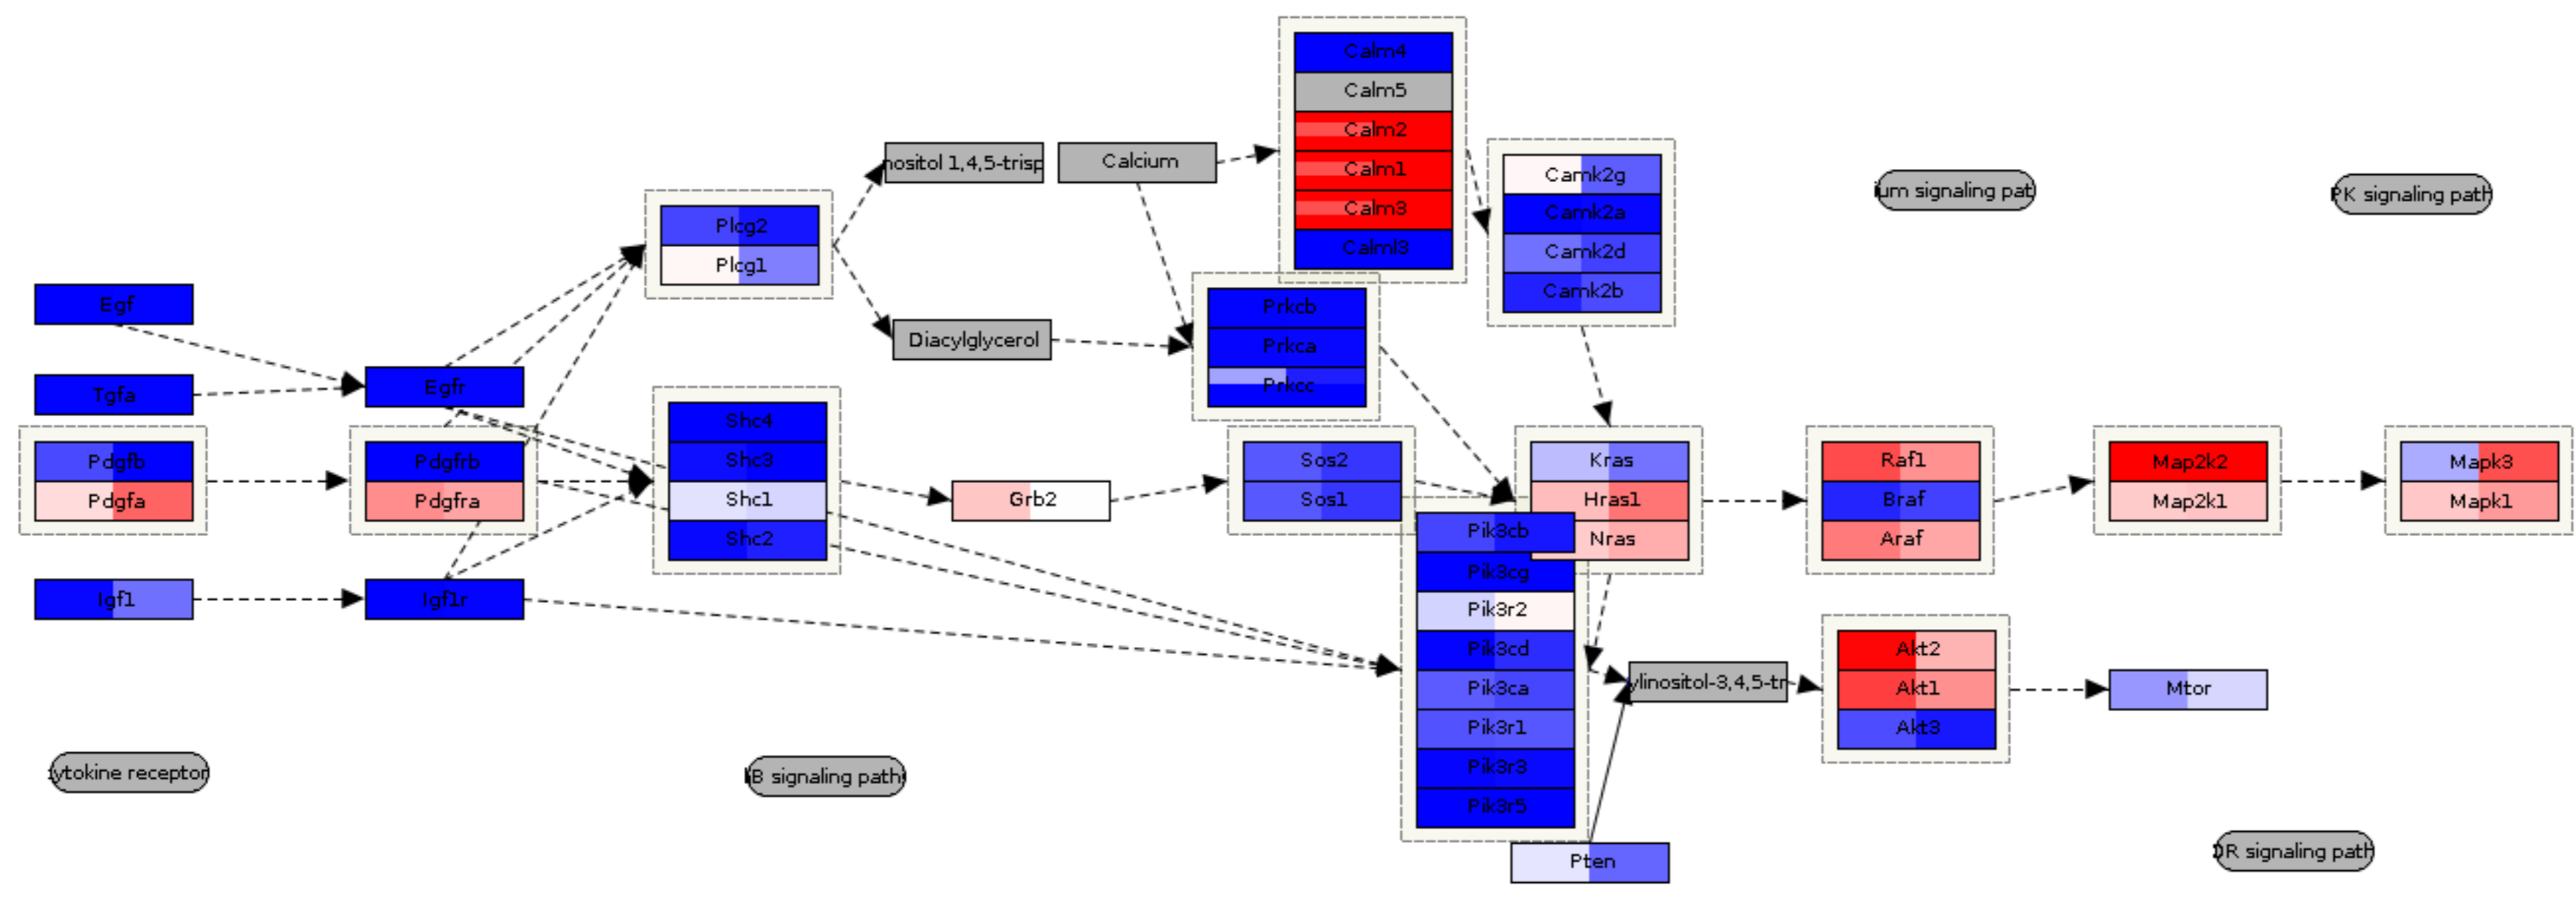 Calm4
Calm5
Calm2
Calm1
Calm3
Calml3
nositol 1,4,5-trisp
Calcium
Camk2g
Camk2a
Camk2d
Camk2b
ium signaling pat
PK signaling path
Plcg2
Plcg1
Egf
Tgfa
Egfr
Diacylglycerol
Prkcb
Prkca
Prkcc
Pdgfb
Pdgfa
Pdgfrb
Pdgfra
Shc4
Shc3
Shc1
Shc2
Grb2
Sos2
Sos1
Kras
Hras1
Nras
Raf1
Braf
Araf
Map2k2
Map2k1
Mapk3
Mapk1
Igf1
Igf1r
Pik3cb
Pik3cg
Pik3r2
Pik3cd
Pik3ca
Pik3r1
Pik3r3
Pik3r5
ylinositol-3,4,5-tr
Akt2
Akt1
Akt3
Mtor
ytokine receptor
B signaling path
Pten
OR signaling path